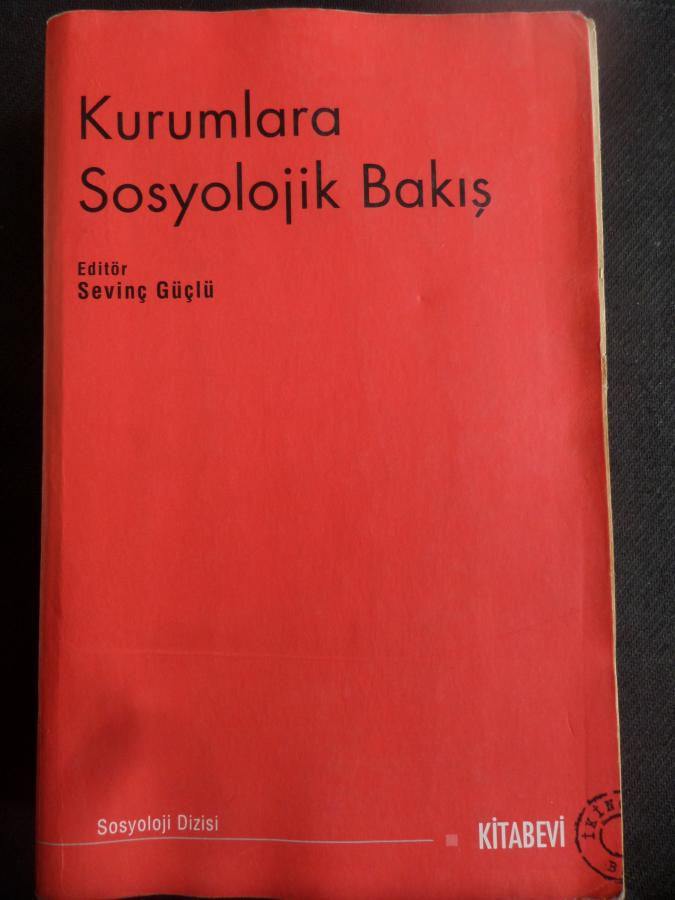 Kurumlara
Sosyolojik Bakış
Editör
Sevinç Güçlü
Sosyoloji Dizisi
KİTABEVİ